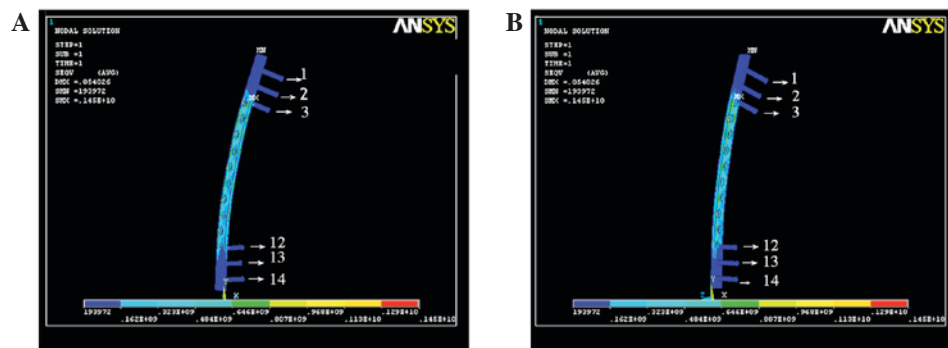 A
1
ANSYS
NODAL SOLUTION
STEP=1
SUB =1
TIME=1
SEQV (AVG)
DMX =.054026
SMN =193972
SMX =.145E+10
MN
1
2
MX
3
12
13
14
Y
X
193972 .323E+09 .646E+09 .968E+09 .129E+10
.162E+09 .484E+09 .807E+09 .113E+10 .145E+10
B
1
ANSYS
NODAL SOLUTION
STEP=1
SUB =1
TIME=1
SEQV (AVG)
DMX =.054026
SMN =193972
SMX =.145E+10
MN
1
2
MX
3
12
13
14
Y
Z X
193972 .323E+09 .646E+09 .968E+09 .129E+10
.162E+09 .484E+09 .807E+09 .113E+10 .145E+10